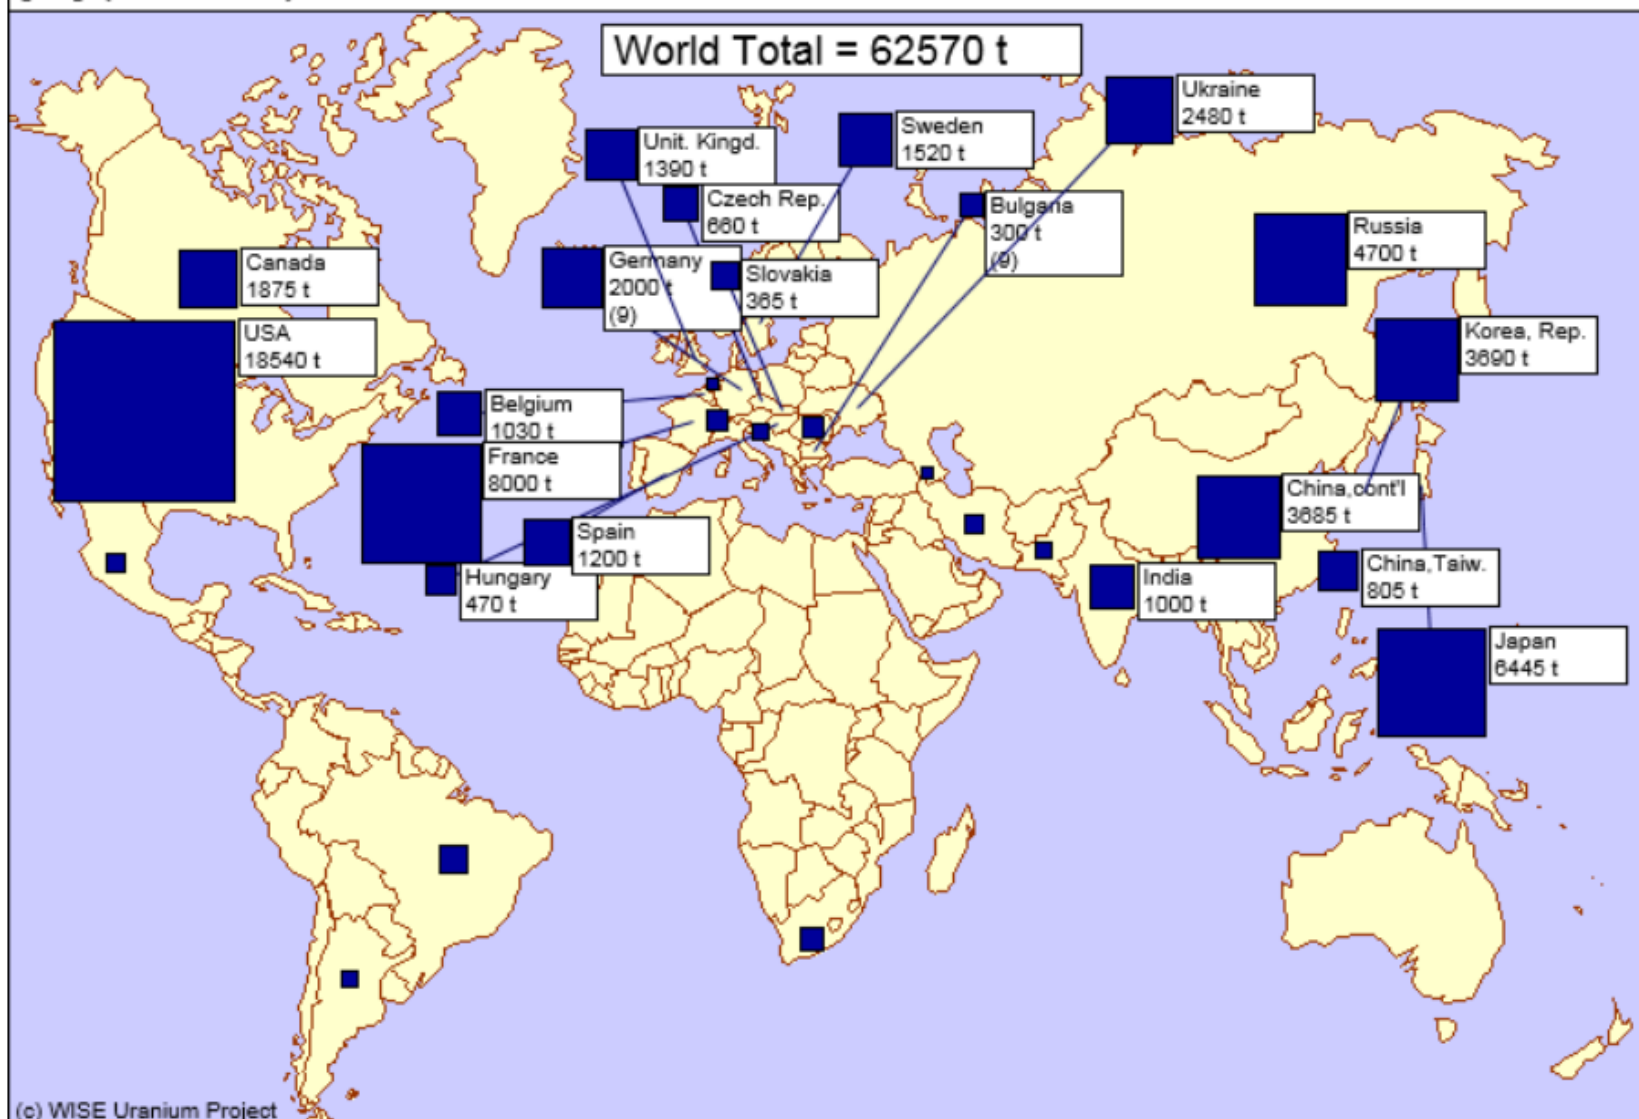 World Total = 62570 t
Ukraine
2480 t
Sweden
1520 t
Unit. Kingd.
1390 t
Czech Rep.
660 t
Bulgaria
300 t
(9)
Russia
4700 t
Canada
1875 t
Germany
2000 t
(9)
Slovakia
365 t
USA
18540 t
Korea, Rep.
3690 t
Belgium
1030 t
France
8000 t
China,cont'l
3685 t
Spain
1200 t
Hungary
470 t
India
1000 t
China,Taiw.
805 t
Japan
6445 t
(c) WISE Uranium Project